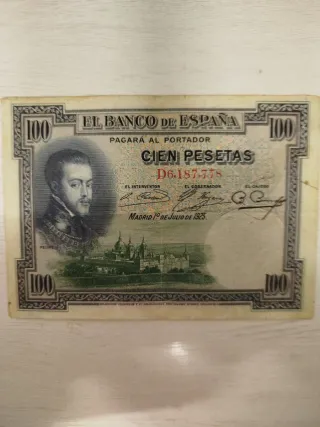 EL BANCO DE ESPAÑA
PAGARÁ AL PORTADOR
100
100
CIEN PESETAS
D6,187,778
EL INTERVENTOR
EL GOBERNADOR
EL CAJERO
MADRID 1º DE JULIO DE 1925.
100
100